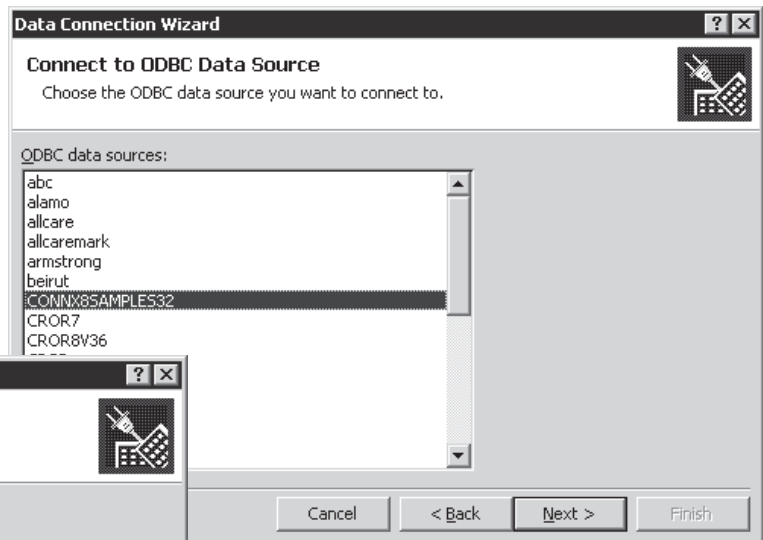 Data Connection Wizard
Connect to ODBC Data Source
Choose the ODBC data source you want to connect to.
ODBC data sources:
abc
alamo
allcare
allcaremark
armstrong
beirut
CONNX8SAMPLES32
CROR7
CROR8V36
Cancel
< Back
Next >
Finish